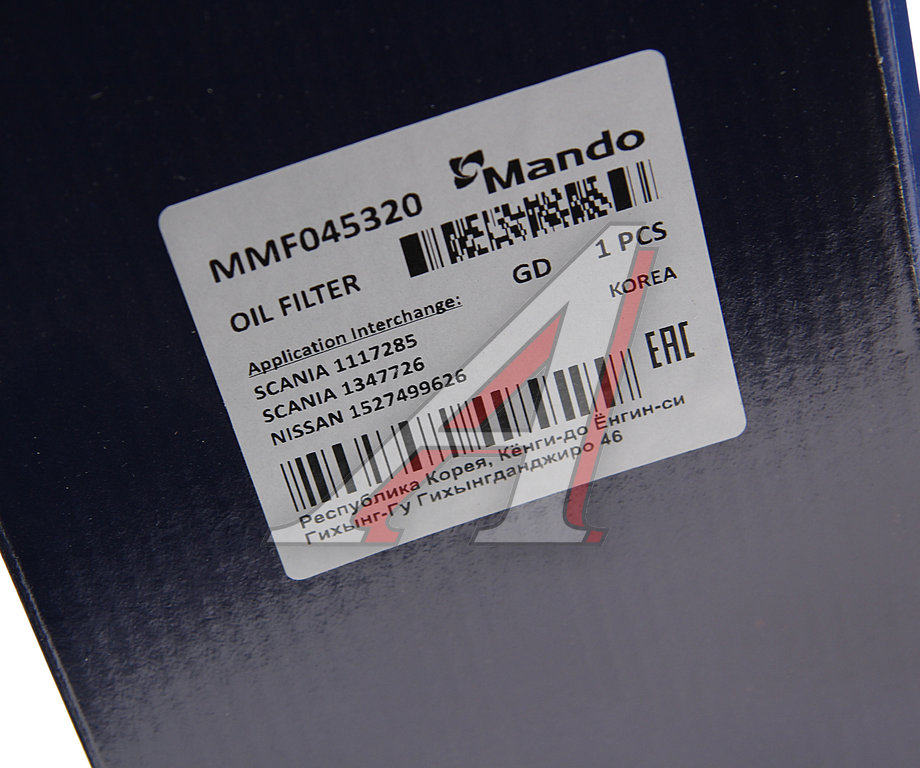 Mando
MMF045320
OIL FILTER
GD
1 PCS
KOREA
Application Interchange:
SCANIA 1117285
SCANIA 1347726
NISSAN 1527499626
EAC
Республика Корея, Кёнги-до Ёнгин-си
Гихынг-Гу Гихынгданджиро 46